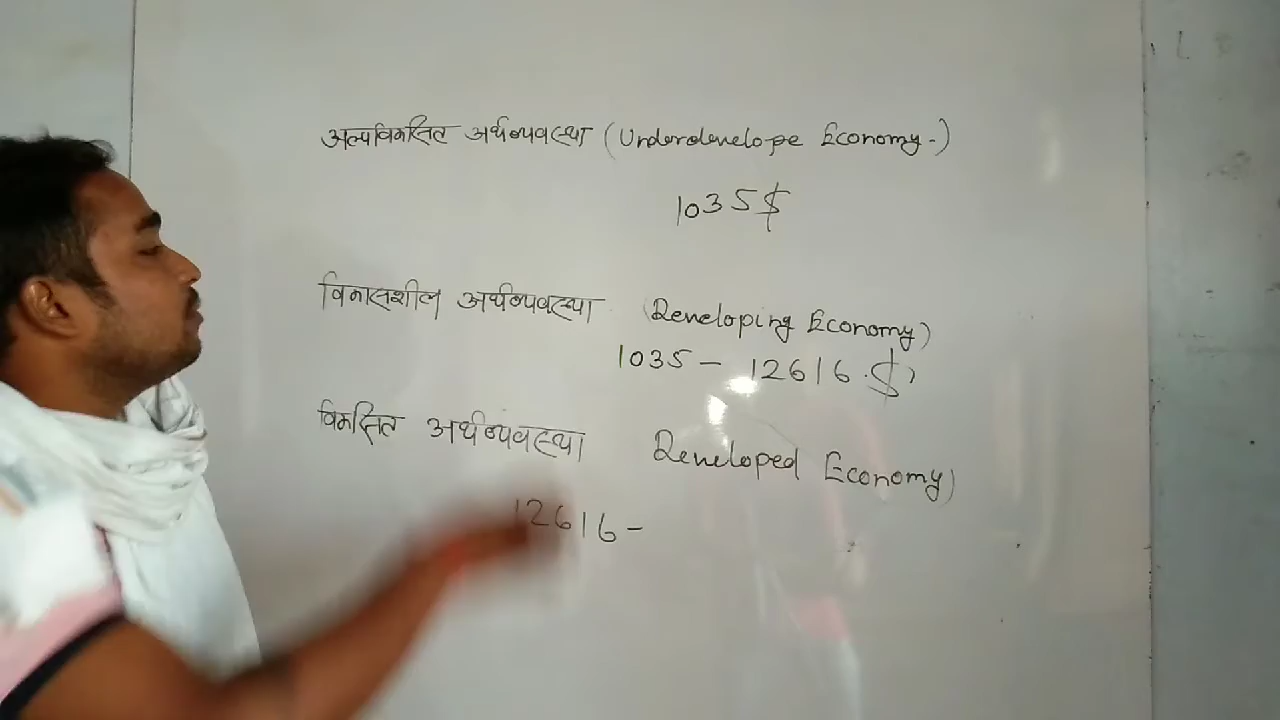 अल्पविकसित अर्थव्यवस्था (Underdevelope Economy.)
1035$
विकासशील अर्थव्यवस्था (Developing Economy)
1035 - 12616.$
विकसित अर्थव्यवस्था Developed Economy)
12616 -